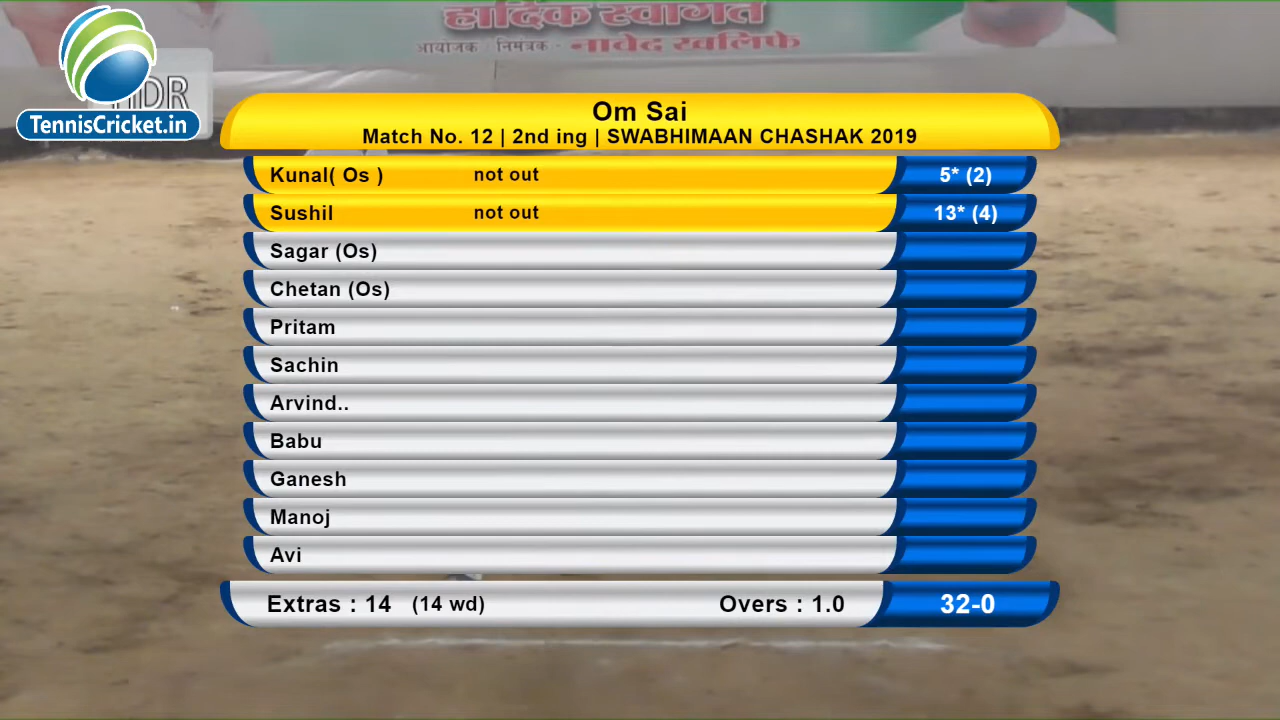 हार्दिक स्वागत
आयोजक - निमंत्रक - नावेद खलिफे
HDR
TennisCricket.in
Om Sai
Match No. 12 | 2nd ing | SWABHIMAAN CHASHAK 2019
Kunal( Os ) not out 5* (2)
Sushil not out 13* (4)
Sagar (Os)
Chetan (Os)
Pritam
Sachin
Arvind..
Babu
Ganesh
Manoj
Avi
Extras : 14 (14 wd) Overs : 1.0 32-0